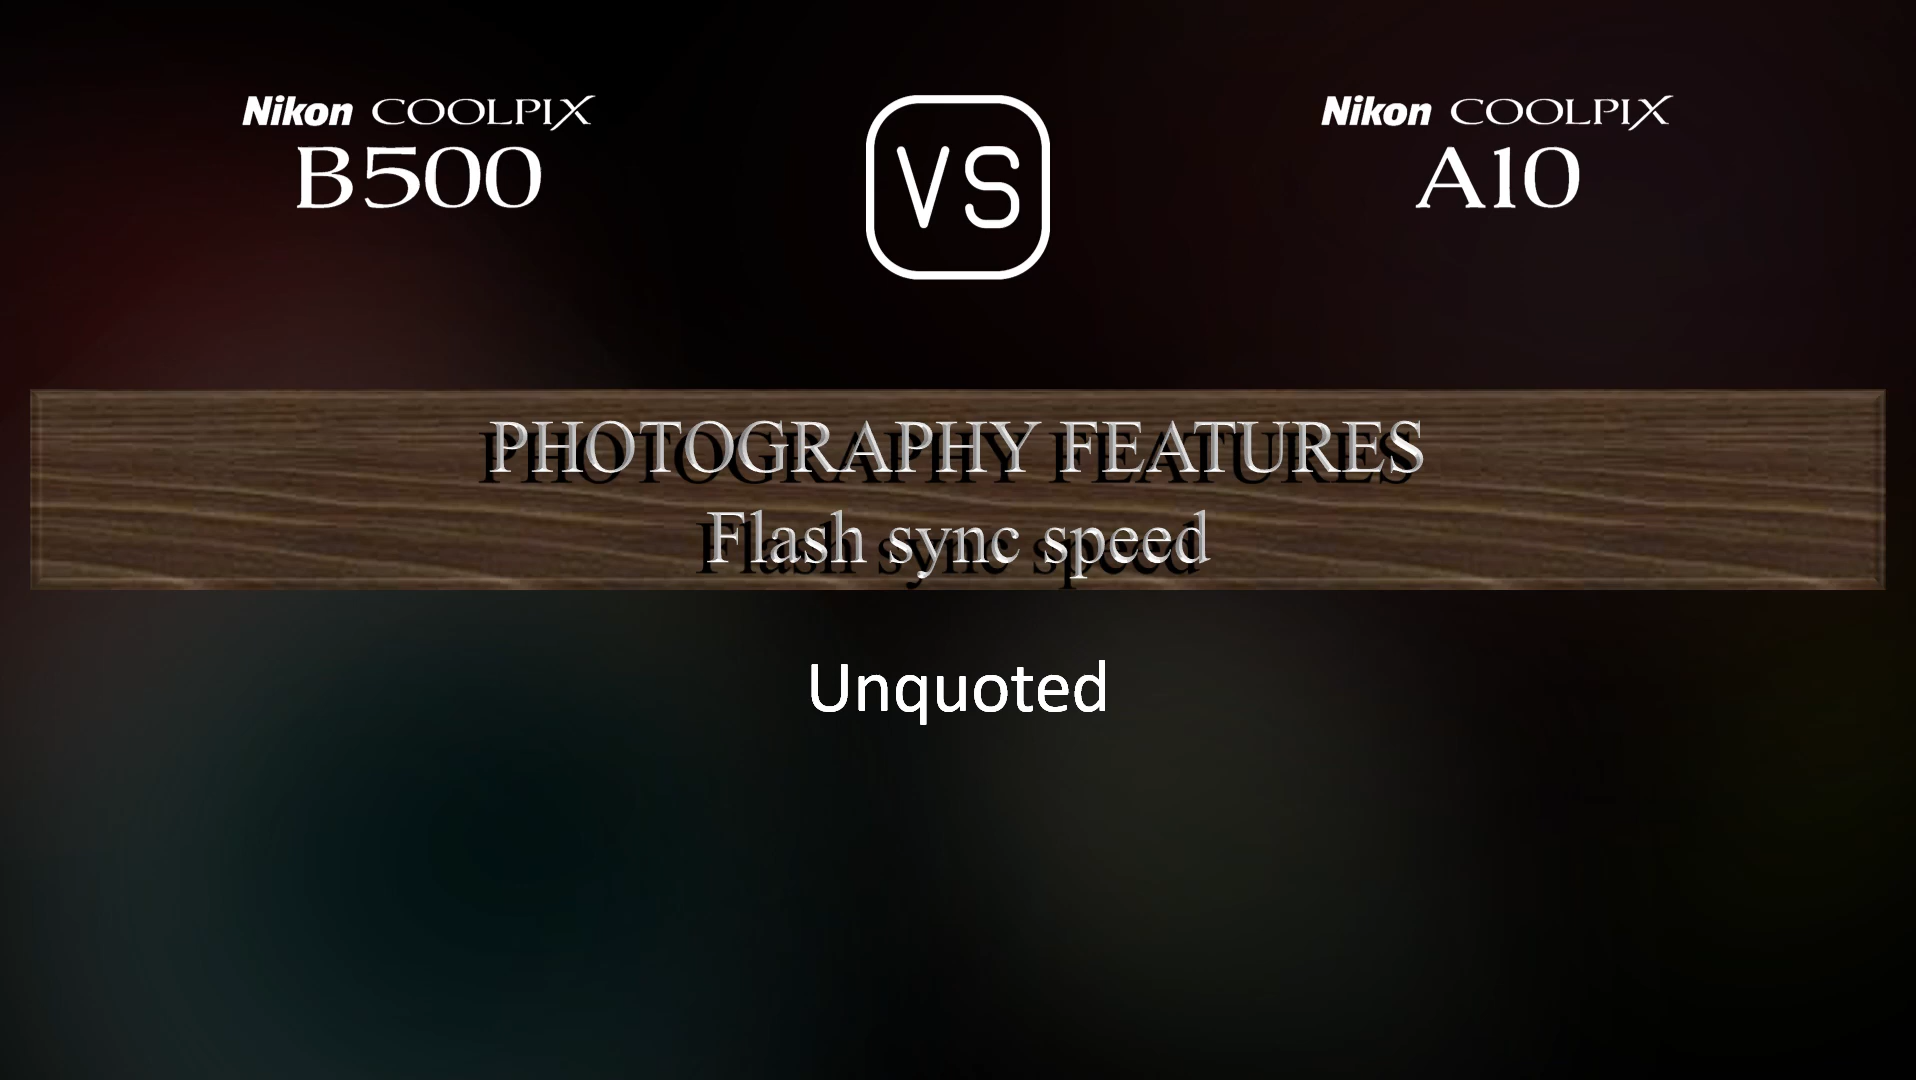 Nikon COOLPIX
B500
VS
Nikon COOLPIX
A10
PHOTOGRAPHY FEATURES
Flash sync speed
Unquoted